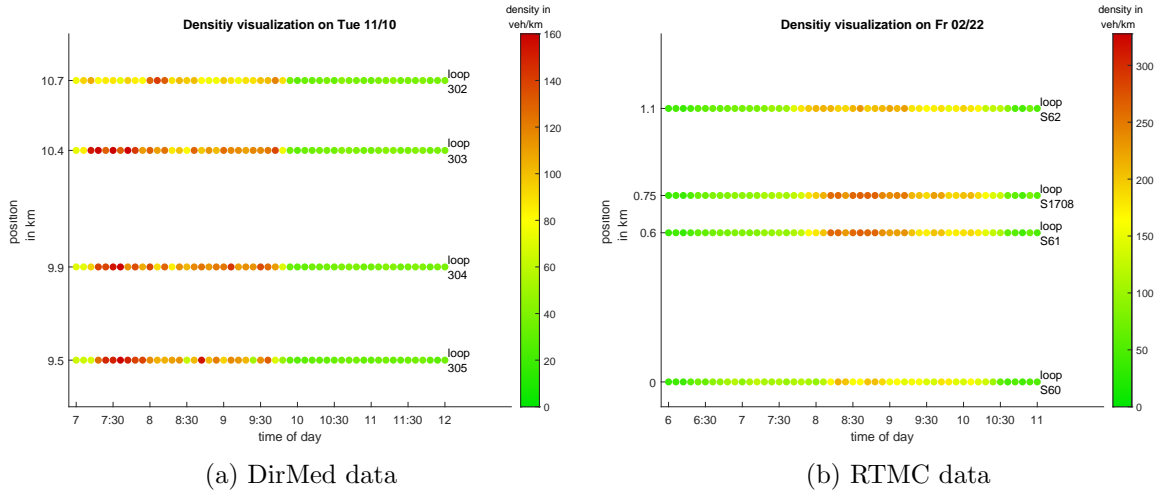 Densitiy visualization on Tue 11/10
density in
veh/km
160
140
120
100
80
60
40
20
0
position
in km
10.7
10.4
9.9
9.5
loop
302
loop
303
loop
304
loop
305
7 7:30 8 8:30 9 9:30 10 10:30 11 11:30 12
time of day
(a) DirMed data
Densitiy visualization on Fr 02/22
density in
veh/km
300
250
200
150
100
50
0
position
in km
1.1
0.75
0.6
0
loop
S62
loop
S1708
loop
S61
loop
S60
6 6:30 7 7:30 8 8:30 9 9:30 10 10:30 11
time of day
(b) RTMC data